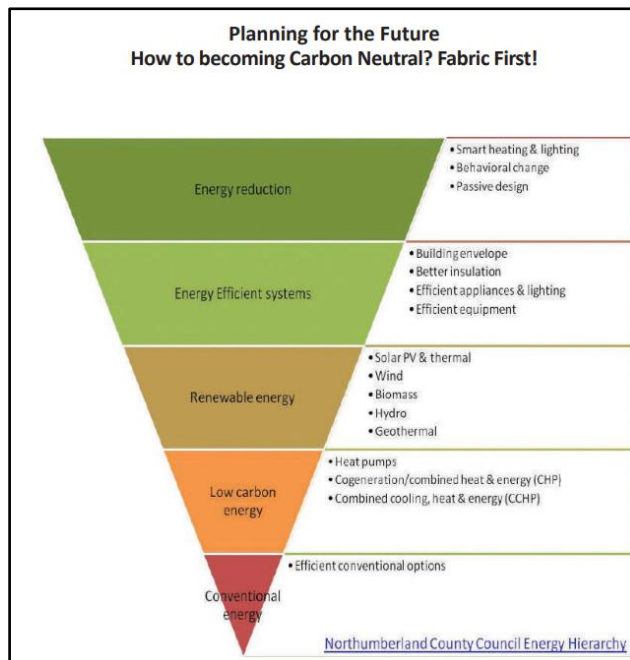 Planning for the Future
How to becoming Carbon Neutral? Fabric First!
Energy reduction
• Smart heating & lighting
• Behavioral change
• Passive design
Energy Efficient systems
• Building envelope
• Better insulation
• Efficient appliances & lighting
• Efficient equipment
Renewable energy
• Solar PV & thermal
• Wind
• Biomass
• Hydro
• Geothermal
Low carbon
energy
• Heat pumps
• Cogeneration/combined heat & energy (CHP)
• Combined cooling, heat & energy (CCHP)
Conventional
energy
• Efficient conventional options
Northumberland County Council Energy Hierarchy